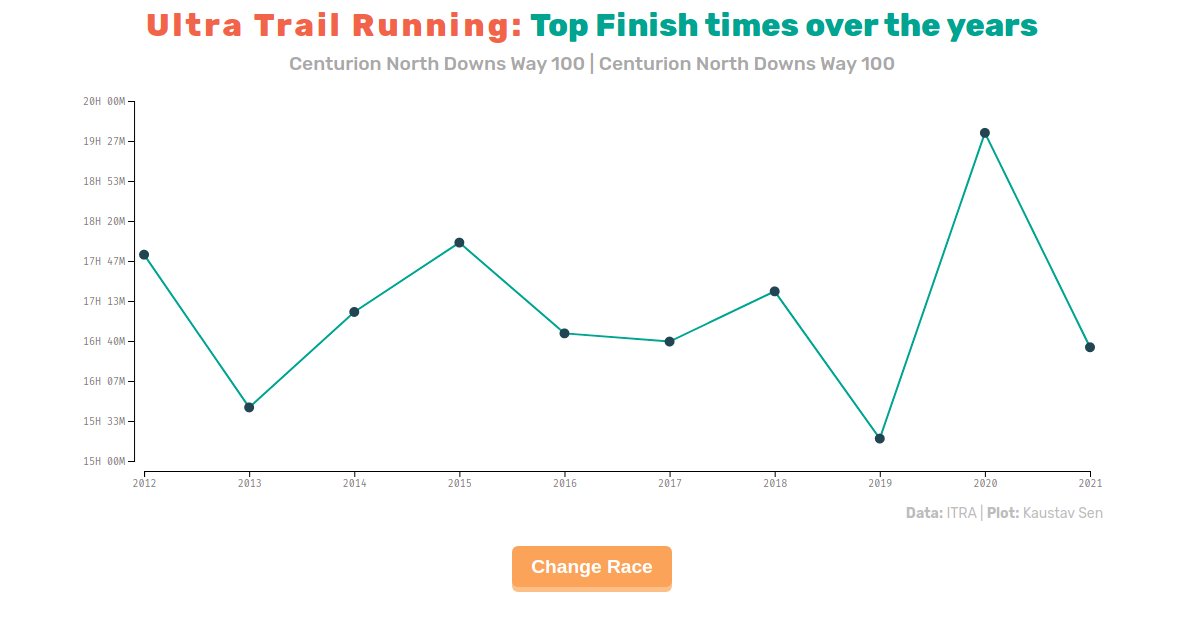 Ultra Trail Running: Top Finish times over the years
Centurion North Downs Way 100 | Centurion North Downs Way 100
20H 00M
19H 27M
18H 53M
18H 20M
17H 47M
17H 13M
16H 40M
16H 07M
15H 33M
15H 00M
2012 2013 2014 2015 2016 2017 2018 2019 2020 2021
Data: ITRA | Plot: Kaustav Sen
Change Race